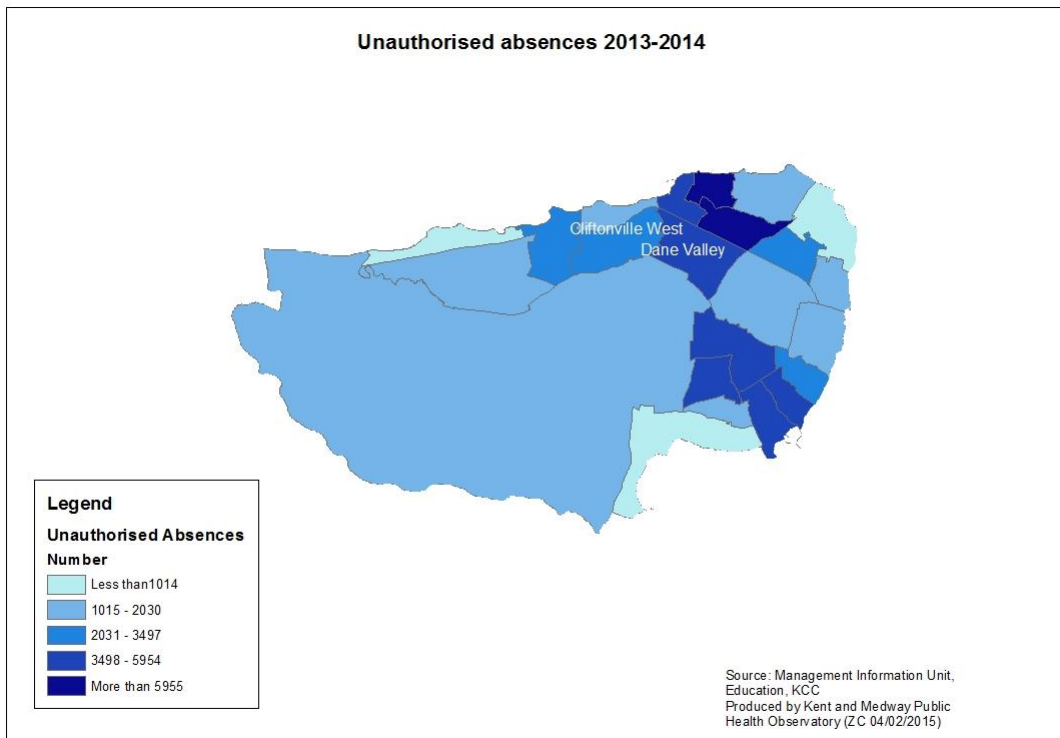 Unauthorised absences 2013-2014
Cliftonville West
Dane Valley
Legend
Unauthorised Absences
Number
Less than1014
1015 - 2030
2031 - 3497
3498 - 5954
More than 5955
Source: Management Information Unit,
Education, KCC
Produced by Kent and Medway Public
Health Observatory (ZC 04/02/2015)